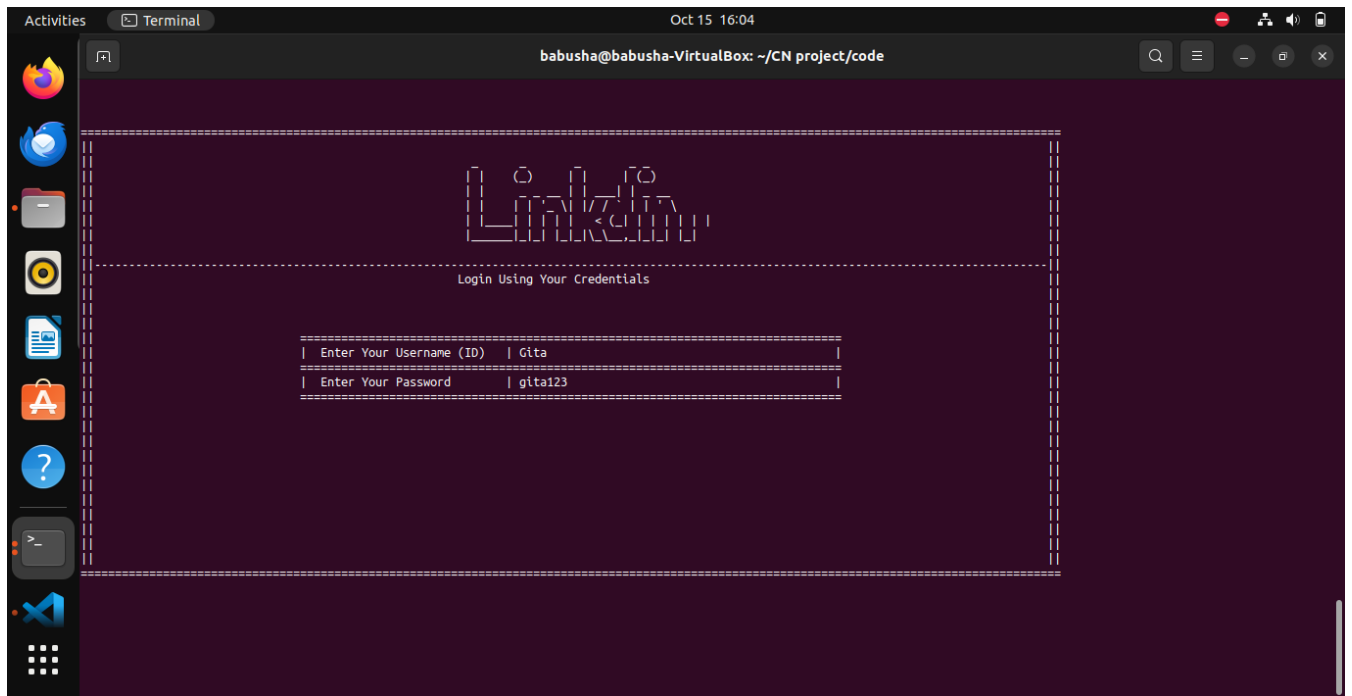 Activities Terminal Oct 15 16:04
babusha@babusha-VirtualBox: ~/CN project/code
Linkdin
Login Using Your Credentials
| Enter Your Username (ID) | Gita |
| Enter Your Password | gita123 |